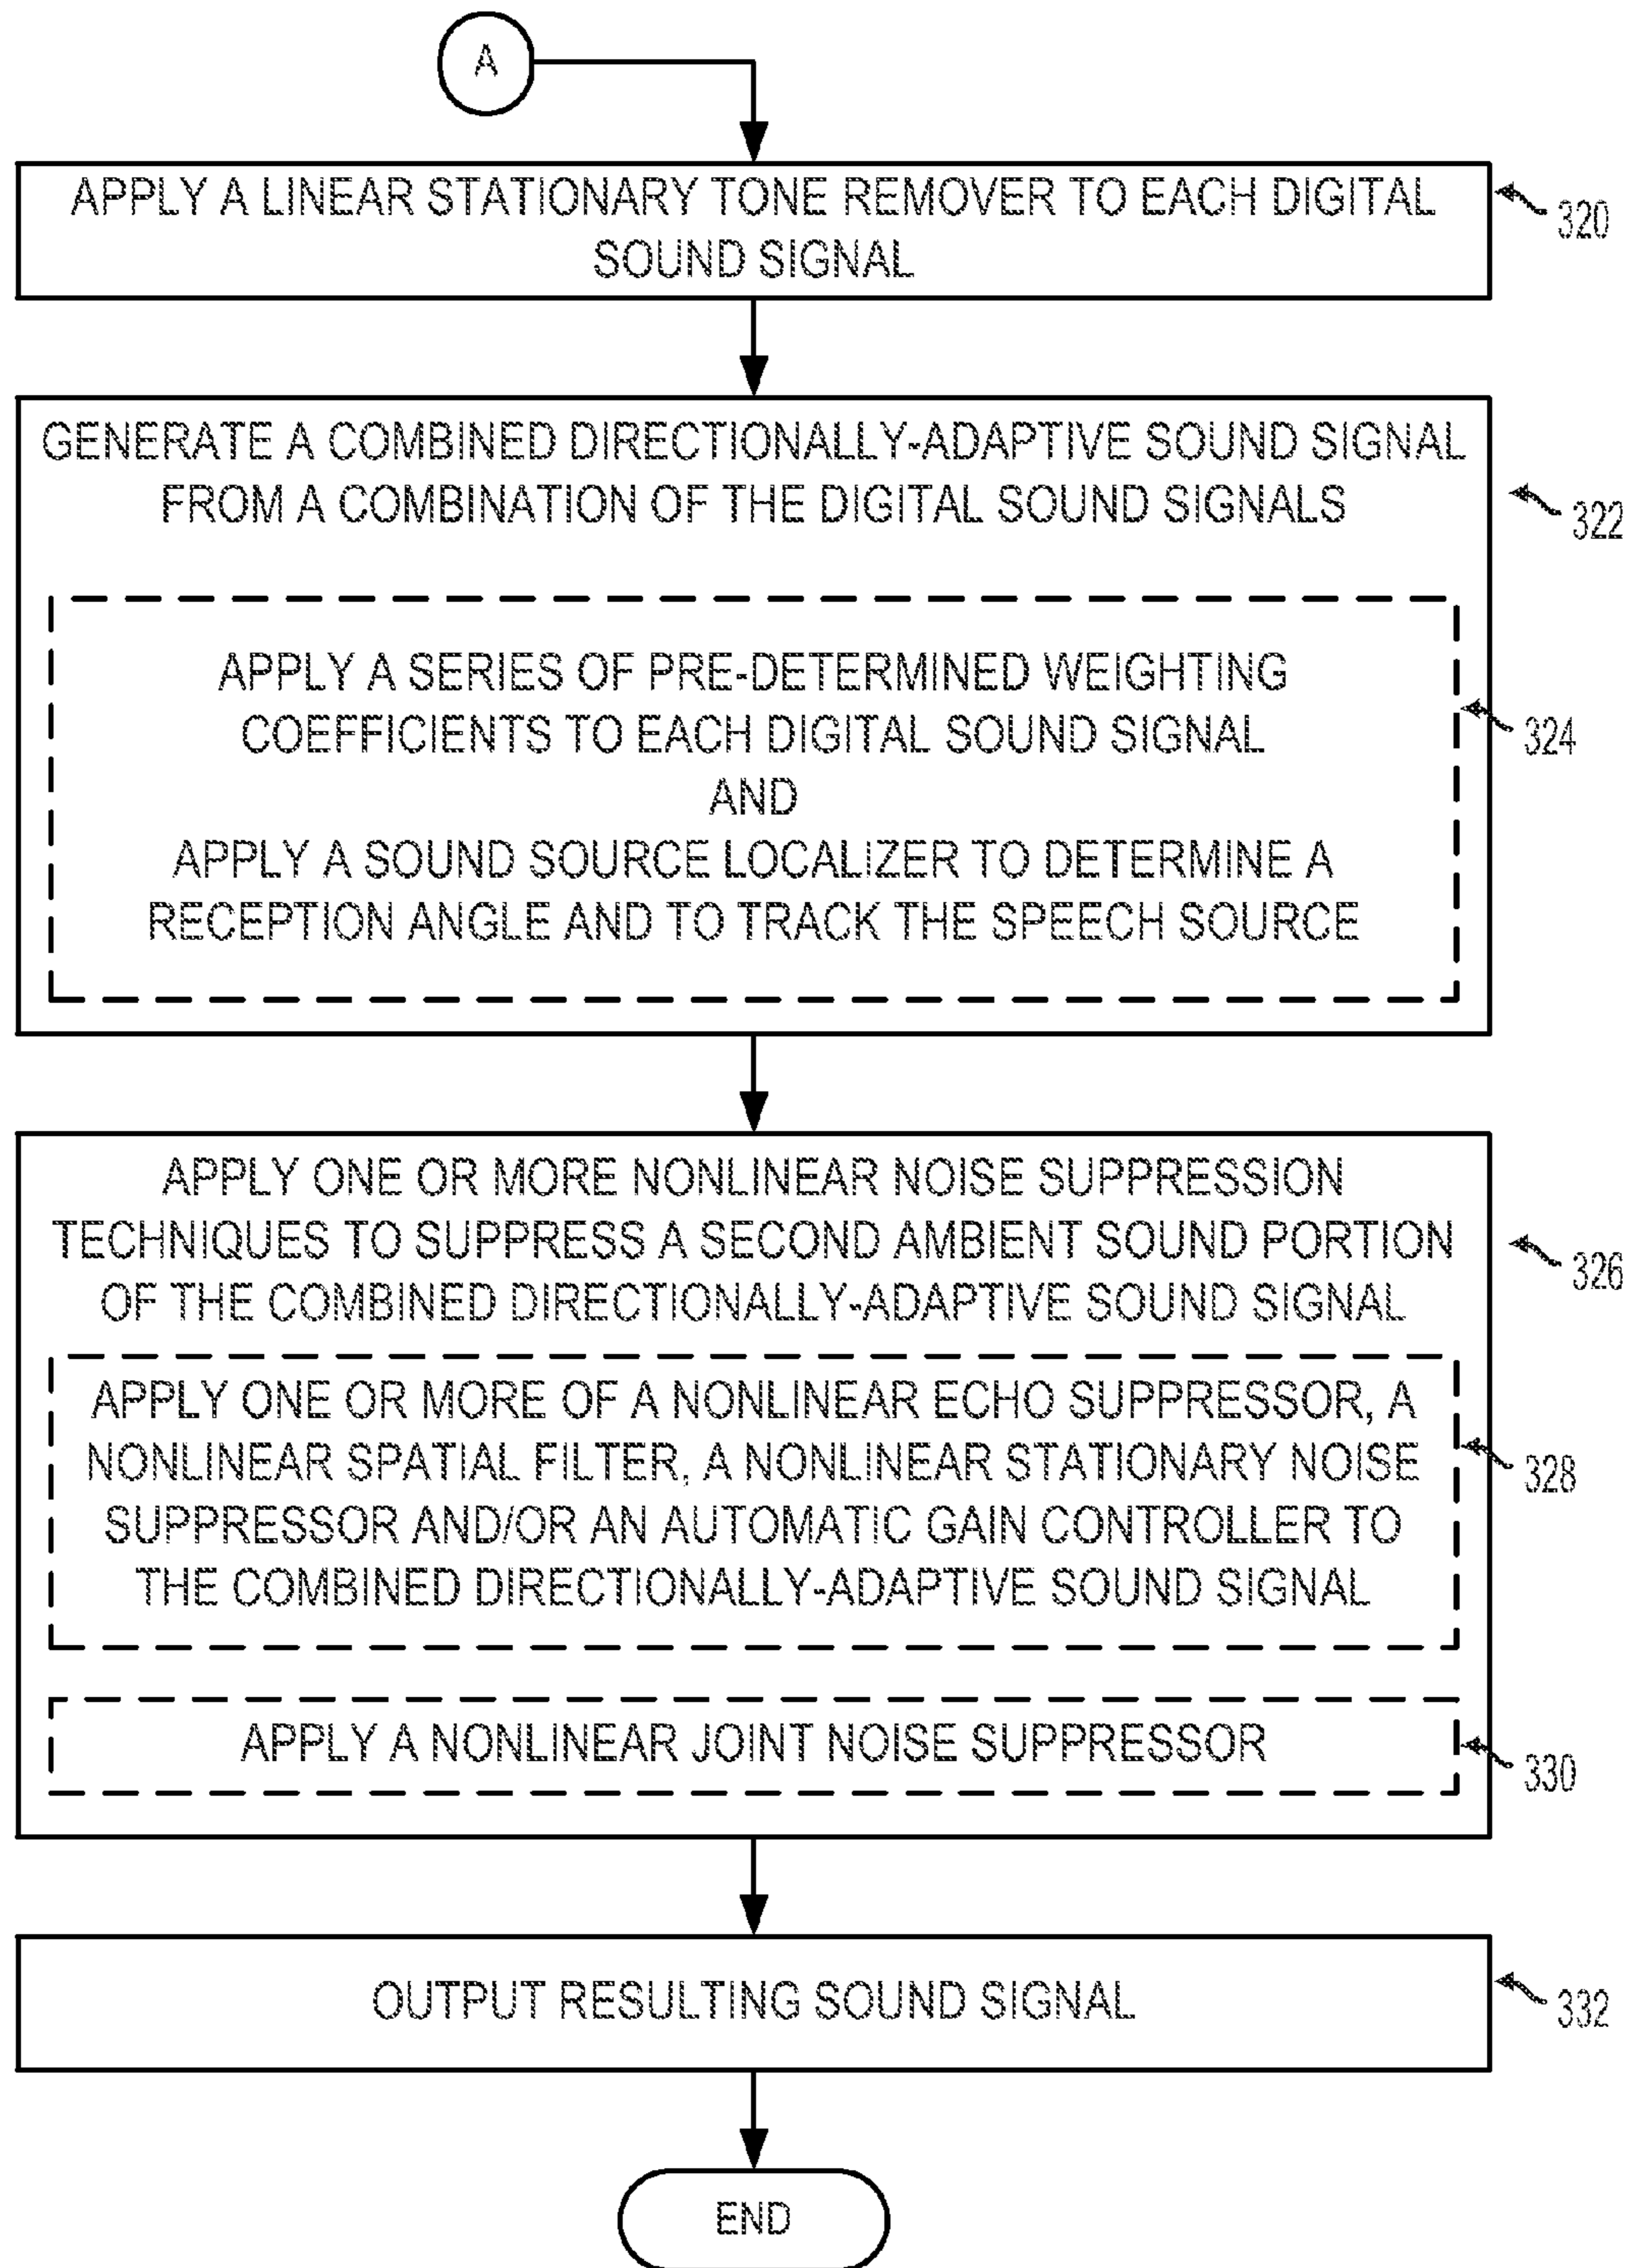 A
APPLY A LINEAR STATIONARY TONE REMOVER TO EACH DIGITAL
SOUND SIGNAL
320
GENERATE A COMBINED DIRECTIONALLY-ADAPTIVE SOUND SIGNAL
FROM A COMBINATION OF THE DIGITAL SOUND SIGNALS
322
APPLY A SERIES OF PRE-DETERMINED WEIGHTING
COEFFICIENTS TO EACH DIGITAL SOUND SIGNAL
AND
APPLY A SOUND SOURCE LOCALIZER TO DETERMINE A
RECEPTION ANGLE AND TO TRACK THE SPEECH SOURCE
324
APPLY ONE OR MORE NONLINEAR NOISE SUPPRESSION
TECHNIQUES TO SUPPRESS A SECOND AMBIENT SOUND PORTION
OF THE COMBINED DIRECTIONALLY-ADAPTIVE SOUND SIGNAL
326
APPLY ONE OR MORE OF A NONLINEAR ECHO SUPPRESSOR, A
NONLINEAR SPATIAL FILTER, A NONLINEAR STATIONARY NOISE
SUPPRESSOR AND/OR AN AUTOMATIC GAIN CONTROLLER TO
THE COMBINED DIRECTIONALLY-ADAPTIVE SOUND SIGNAL
328
APPLY A NONLINEAR JOINT NOISE SUPPRESSOR
330
OUTPUT RESULTING SOUND SIGNAL
332
END